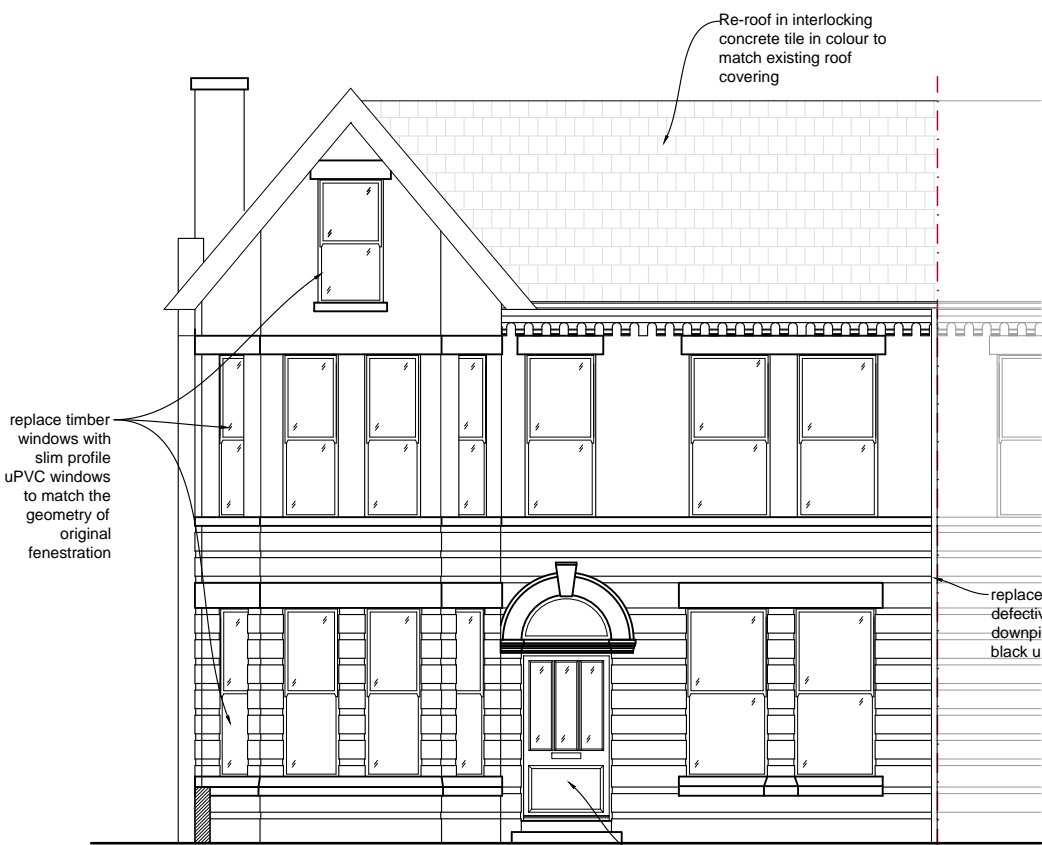 Re-roof in interlocking
concrete tile in colour to
match existing roof
covering
replace timber
windows with
slim profile
uPVC windows
to match the
geometry of
original
fenestration
replace
defectiv
downpi
black u